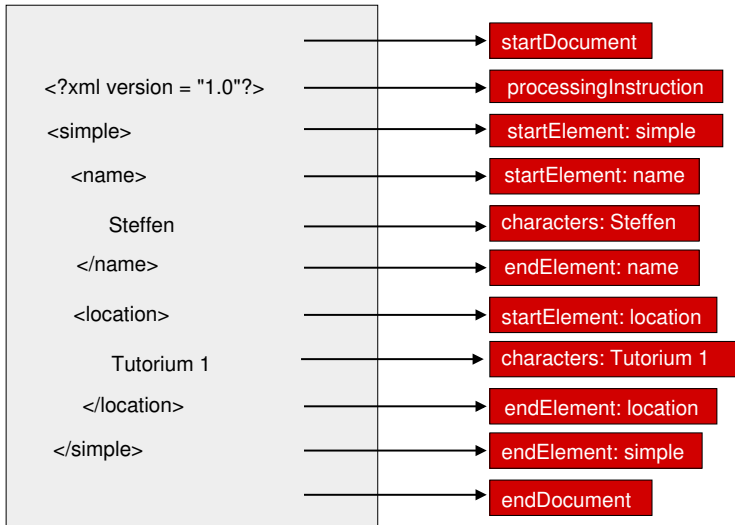 startDocument
<?xml version = "1.0"?> processingInstruction
<simple> startElement: simple
<name> startElement: name
Steffen characters: Steffen
</name> endElement: name
<location> startElement: location
Tutorium 1 characters: Tutorium 1
</location> endElement: location
</simple> endElement: simple
endDocument